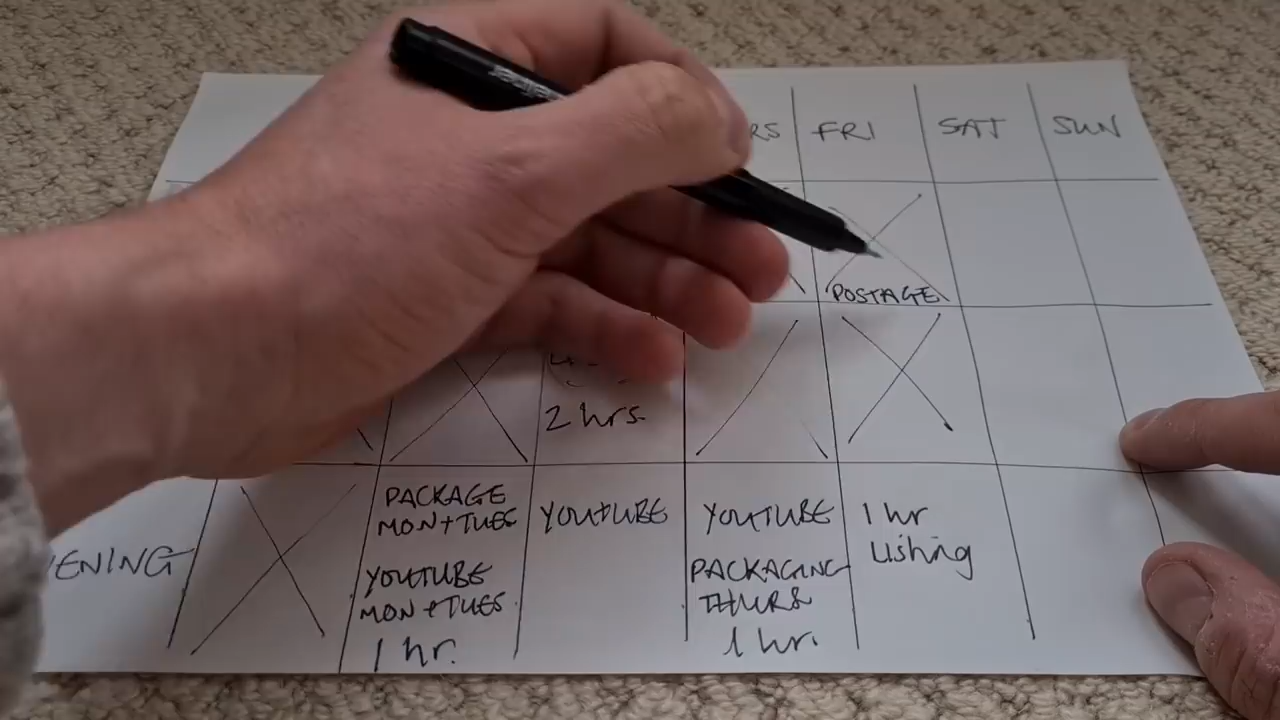 RS FRI SAT SUN
POSTAGE
2 hrs.
PACKAGE
MON + TUES
YOUTUBE
MON + TUES
1 hr.
YOUTUBE
YOUTUBE
PACKAGING
THURS
1 hr.
1 hr
Listing
ENING